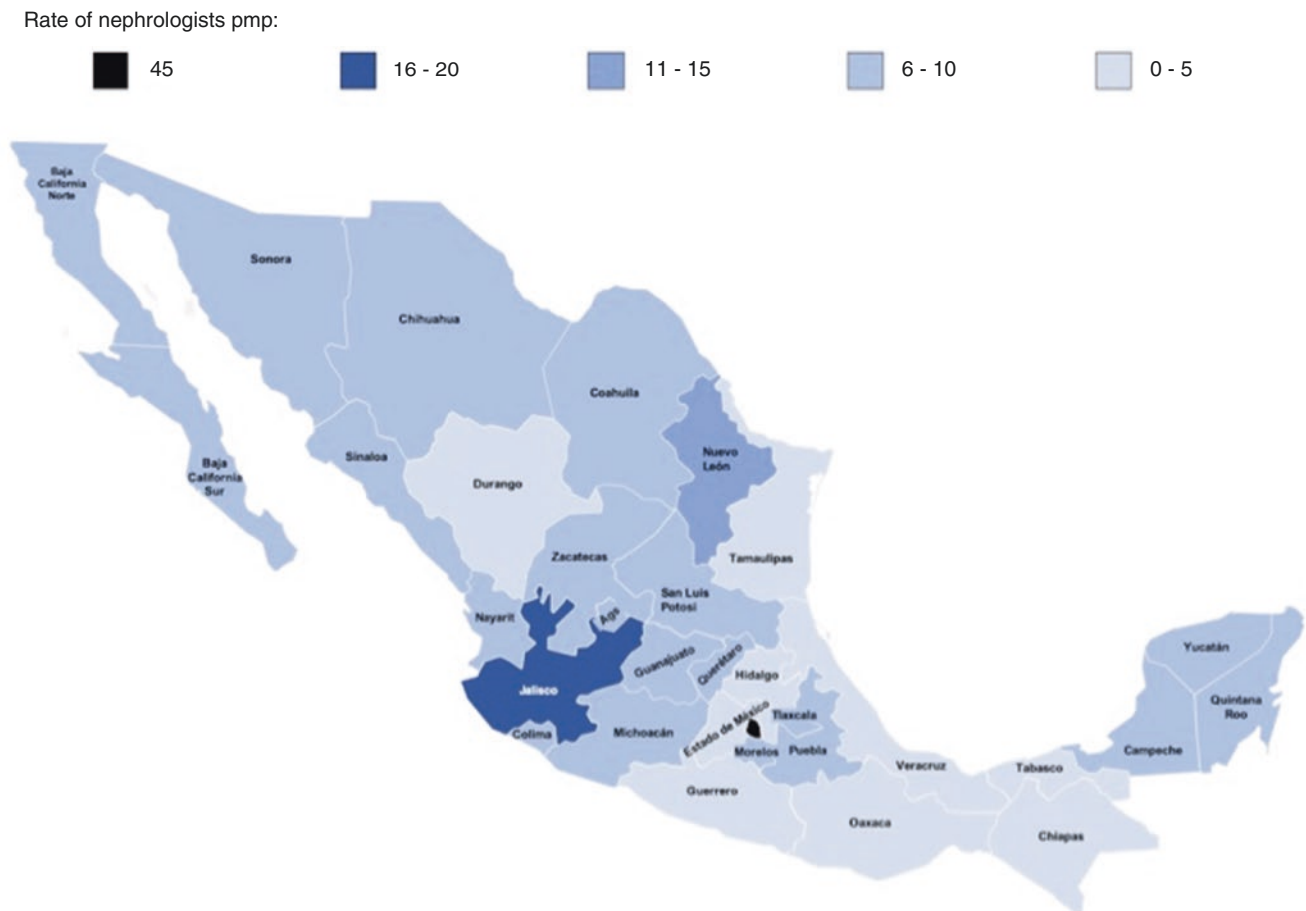 Rate of nephrologists pmp:
45
16 - 20
11 - 15
6 - 10
0 - 5
Baja
California
Norte
Sonora
Chihuahua
Coahuila
Nuevo
León
Sinaloa
Baja
California
Sur
Durango
Tamaulipas
Zacatecas
San Luis
Potosi
Nayarit
Ags
Guanajuato
Querétaro
Hidalgo
Yucatán
Jalisco
Quintana
Roo
Tlaxcala
Estado de México
Colima
Michoacán
Morelos
Puebla
Campeche
Veracruz
Tabasco
Guerrero
Oaxaca
Chiapas